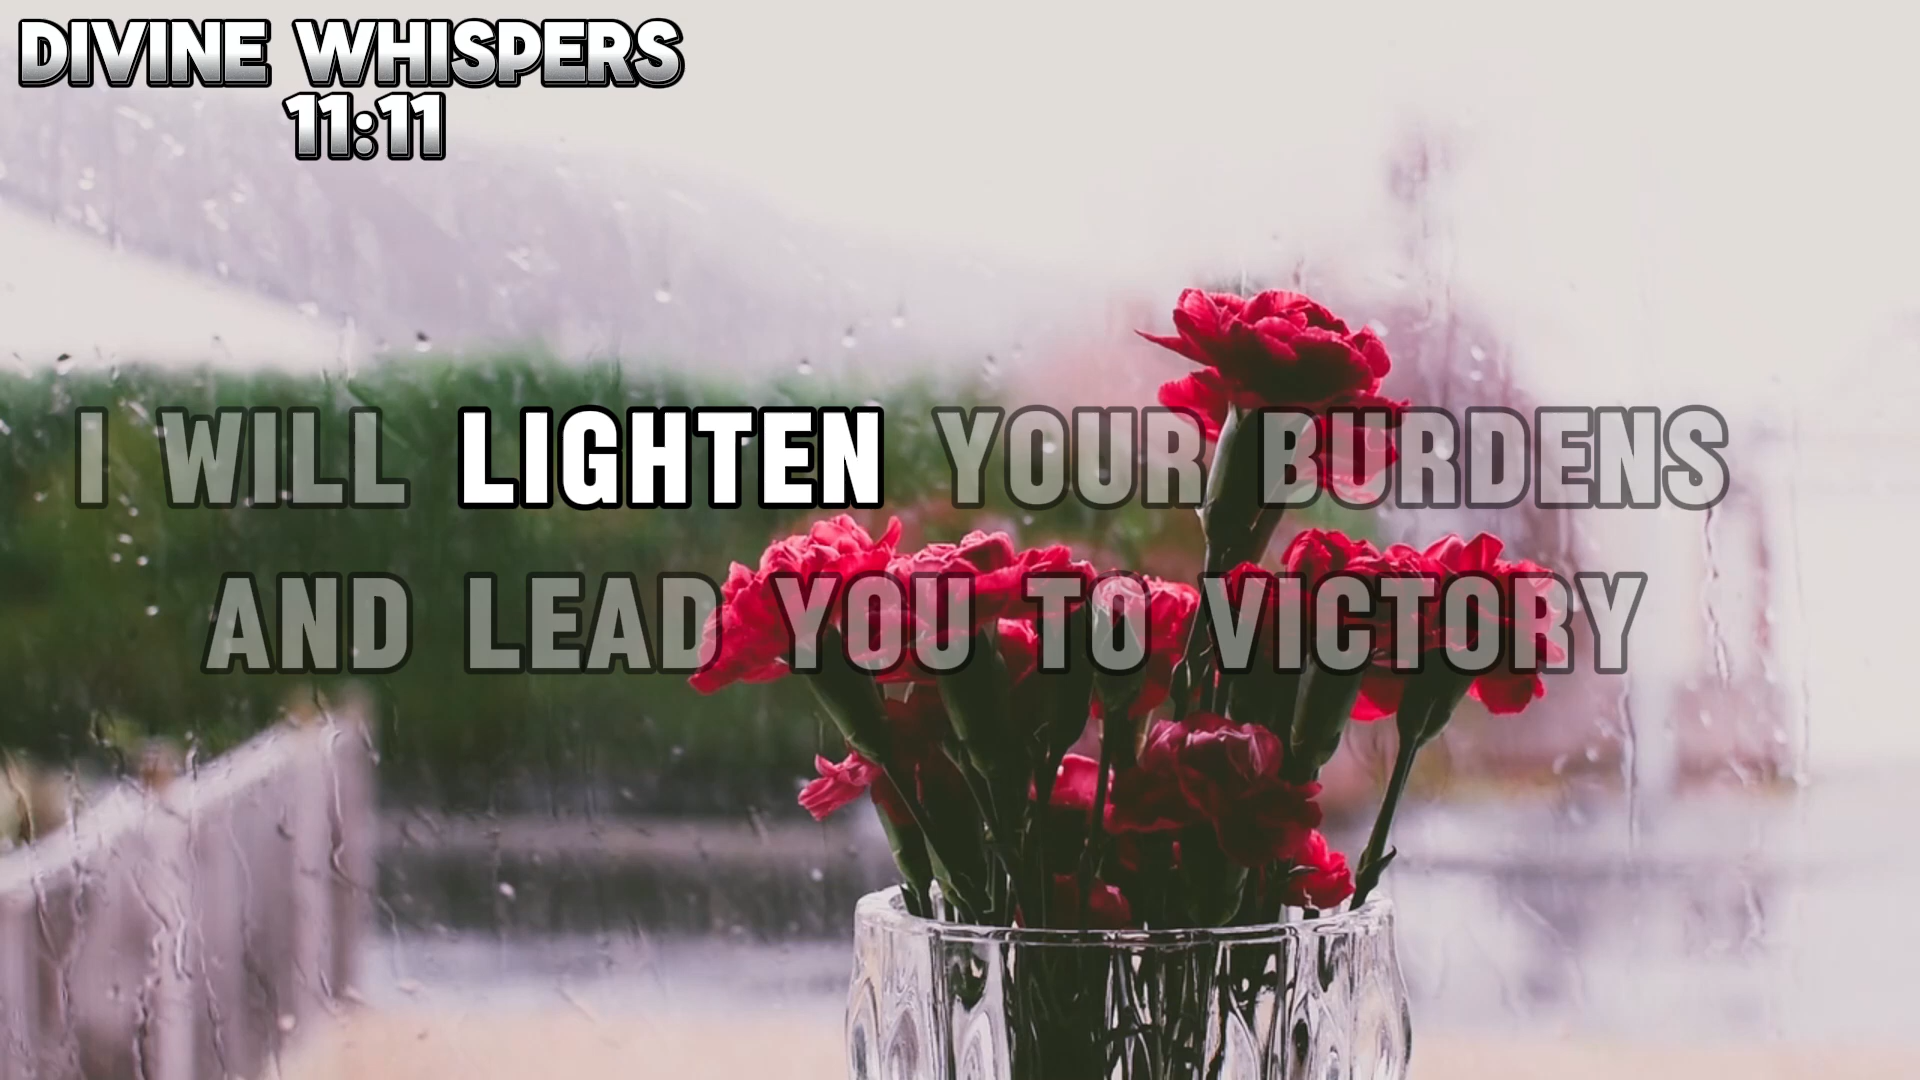 DIVINE WHISPERS
11:11
I WILL LIGHTEN YOUR BURDENS
AND LEAD YOU TO VICTORY